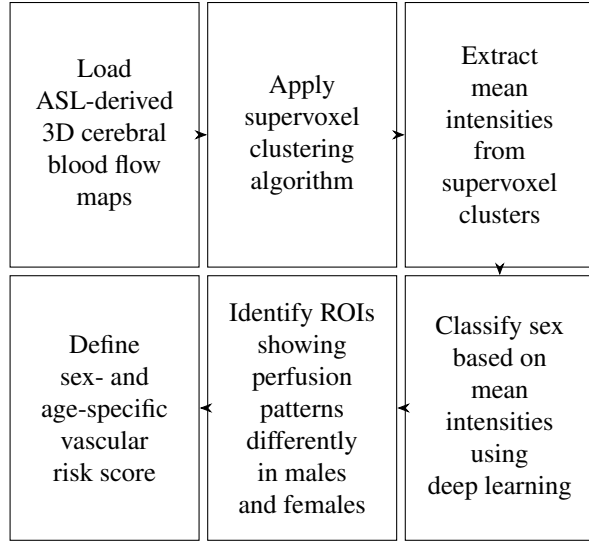 Load
ASL-derived
3D cerebral
blood flow
maps
Apply
supervoxel
clustering
algorithm
Extract
mean
intensities
from
supervoxel
clusters
Classify sex
based on
mean
intensities
using
deep learning
Identify ROIs
showing
perfusion
patterns
differently
in males
and females
Define
sex- and
age-specific
vascular
risk score